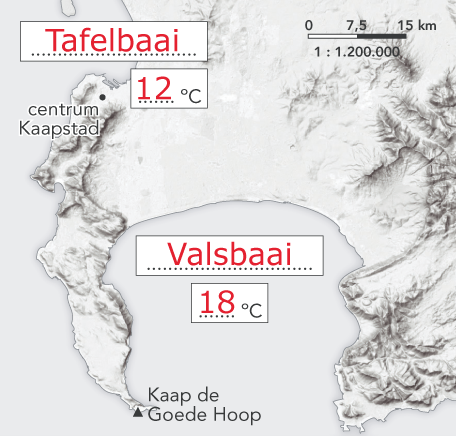 Tafelbaai
0 7,5 15 km
1 : 1.200.000
12 °C
centrum
Kaapstad
Valsbaai
18 °C
Kaap de
Goede Hoop